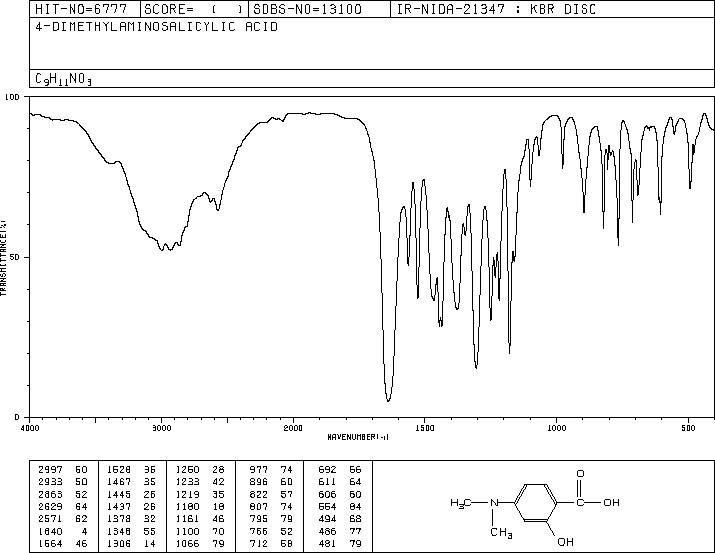 HIT-NO=6777 SCORE= ( ) SDBS-NO=13100 IR-NIDA-21347 : KBR DISC
4-DIMETHYLAMINOSALICYLIC ACID
C9H11NO3
100
TRANSMITTANCE(%)
50
0
4000 3000 2000 1500 1000 500
WAVENUMBER(-1)
2997 50 1528 36 1250 28 977 74 692 66
2933 50 1467 35 1233 42 896 60 611 64
2863 52 1445 26 1219 35 822 57 606 60
2629 64 1437 26 1180 18 807 74 554 84
2571 62 1378 32 1161 46 795 79 494 68
1640 4 1348 55 1100 70 766 52 486 77
1564 46 1306 14 1066 79 712 58 481 79
O
H3C N C OH
CH3 OH